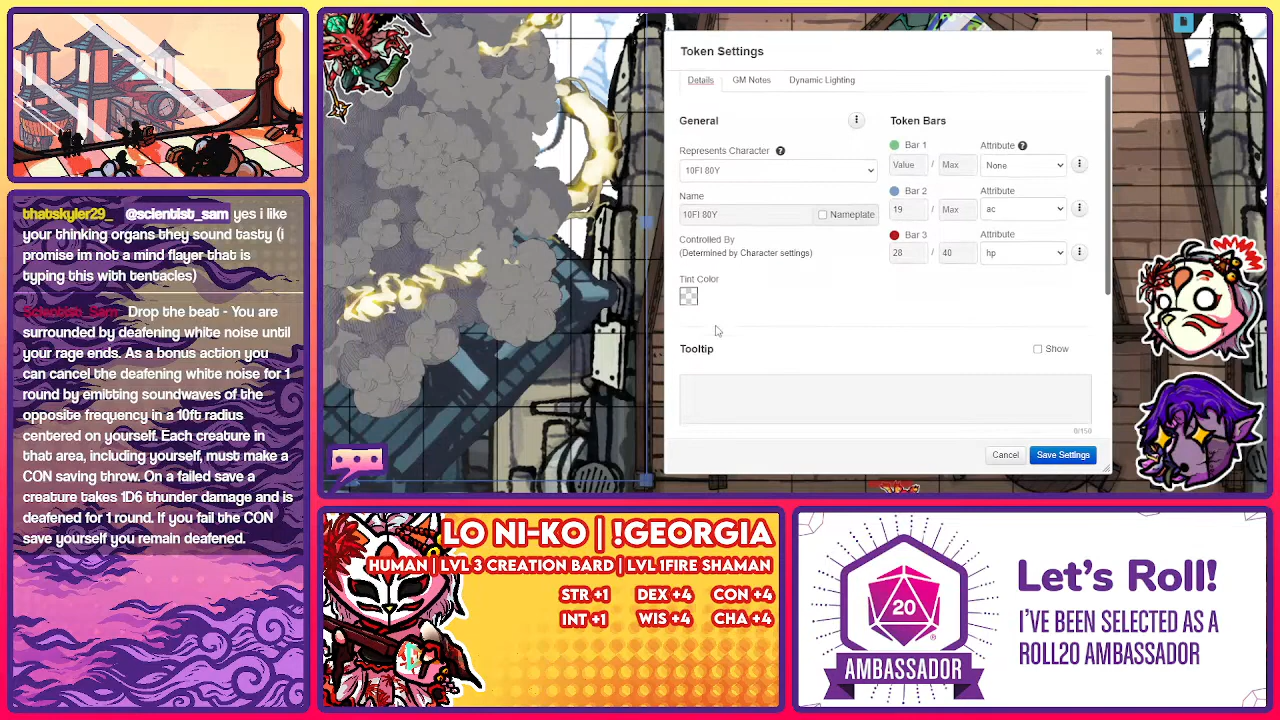 thatskyler29_ @scientist_sam yes i like
your thinking organs they sound tasty (i
promise im not a mind flayer that is
typing this with tentacles)
Scientist_Sam Drop the beat - You are
surrounded by deafening white noise until
your rage ends. As a bonus action you
can cancel the deafening white noise for 1
round by emitting soundwaves of the
opposite frequency in a 10ft radius
centered on yourself. Each creature in
that area, including yourself, must make a
CON saving throw. On a failed save a
creature takes 1D6 thunder damage and is
deafened for 1 round. If you fail the CON
save yourself you remain deafened.
Token Settings
×
Details GM Notes Dynamic Lighting
General
Represents Character ?
10FI 80Y
Name
10FI 80Y
Nameplate
Controlled By
(Determined by Character settings)
Tint Color
Token Bars
Bar 1 Attribute ?
Value / Max None
Bar 2 Attribute
19 / Max ac
Bar 3 Attribute
28 / 40 hp
Tooltip
Show
0/150
Cancel Save Settings
LO NI-KO | !GEORGIA
HUMAN | LVL 3 CREATION BARD | LVL 1FIRE SHAMAN
STR +1 DEX +4 CON +4
INT +1 WIS +4 CHA +4
20
®
AMBASSADOR
Let's Roll!
I'VE BEEN SELECTED AS A
ROLL20 AMBASSADOR